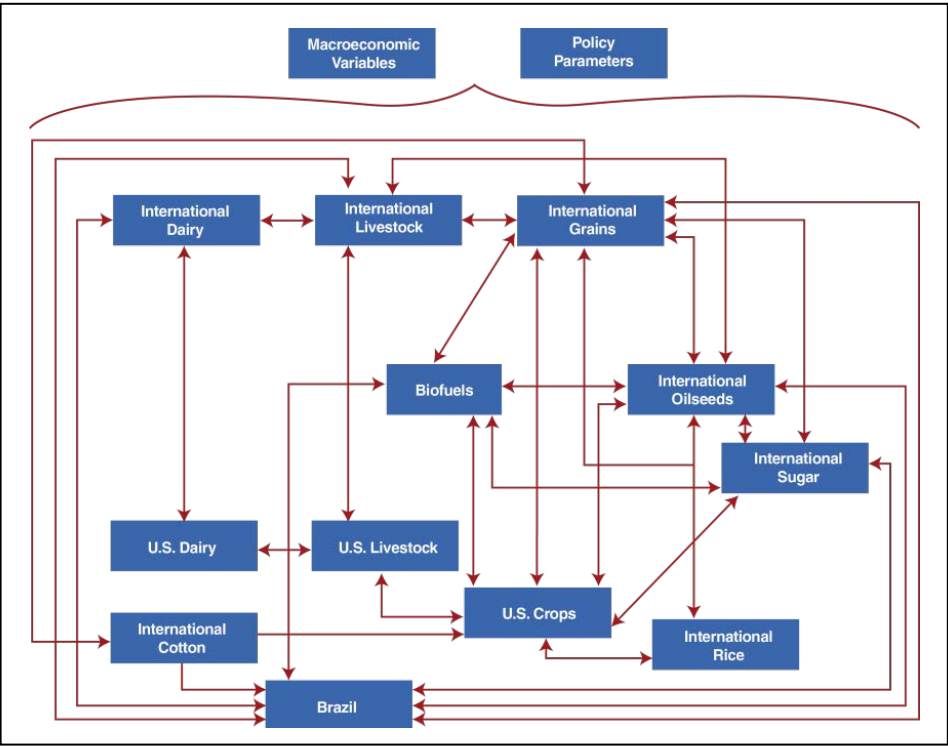 Macroeconomic
Variables
Policy
Parameters
International
Dairy
International
Livestock
International
Grains
Biofuels
International
Oilseeds
International
Sugar
U.S. Dairy
U.S. Livestock
U.S. Crops
International
Cotton
International
Rice
Brazil